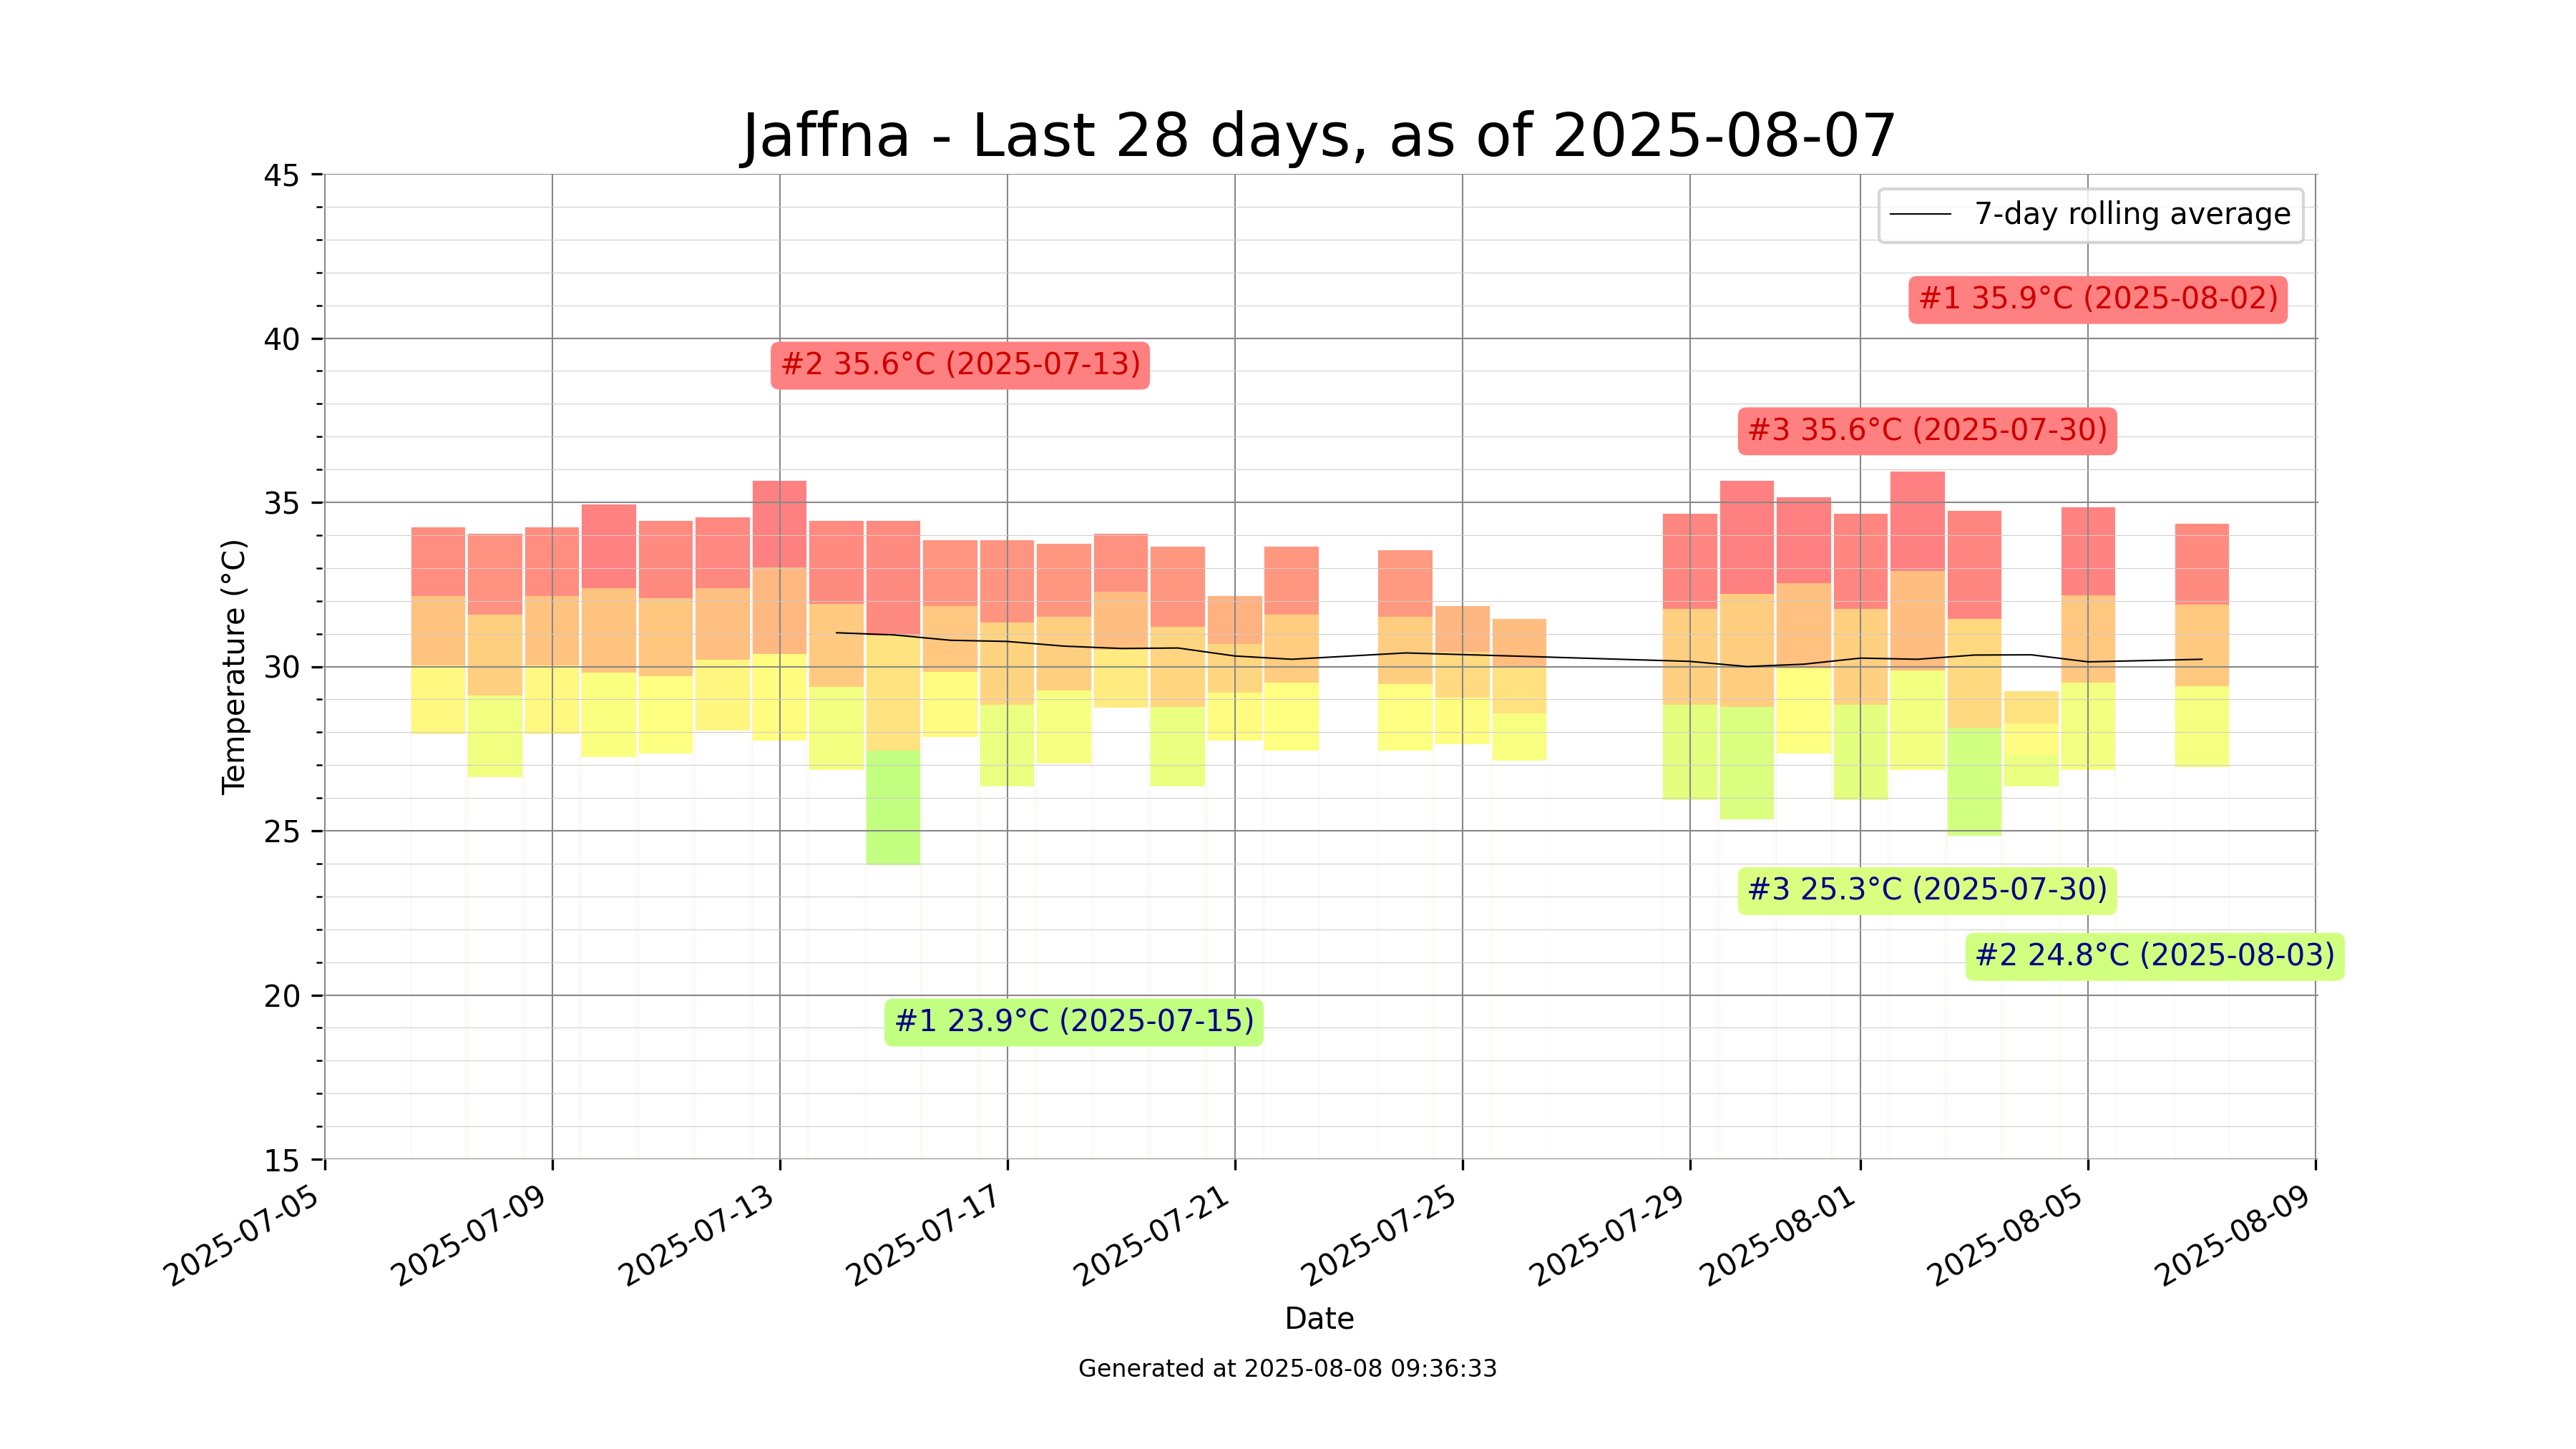 Jaffna - Last 28 days, as of 2025-08-07
7-day rolling average
#1 35.9°C (2025-08-02)
#2 35.6°C (2025-07-13)
#3 35.6°C (2025-07-30)
#3 25.3°C (2025-07-30)
#2 24.8°C (2025-08-03)
#1 23.9°C (2025-07-15)
Temperature (°C)
45
40
35
30
25
20
15
2025-07-05
2025-07-09
2025-07-13
2025-07-17
2025-07-21
2025-07-25
2025-07-29
2025-08-01
2025-08-05
2025-08-09
Date
Generated at 2025-08-08 09:36:33